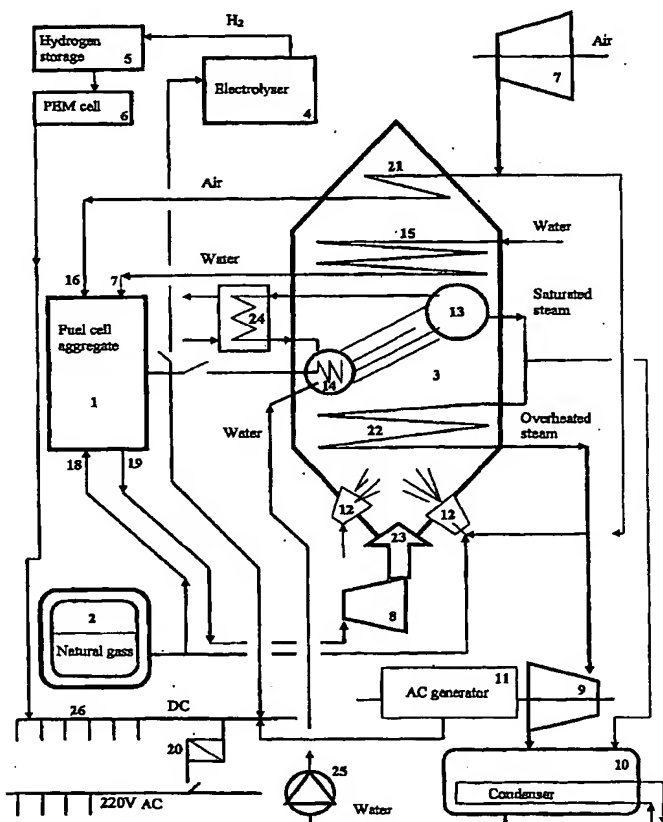 H₂
Hydrogen
storage
5
Electrolyser
4
Air
7
PEM cell
6
21
Air
15
Water
Water
16
7
24
13
Saturated
steam
Fuel cell
aggregate
1
14
3
Water
22
Overheated
steam
18
19
12
12
23
2
Natural gass
8
11
AC generator
9
26
DC
20
10
25
Condenser
220V AC
Water